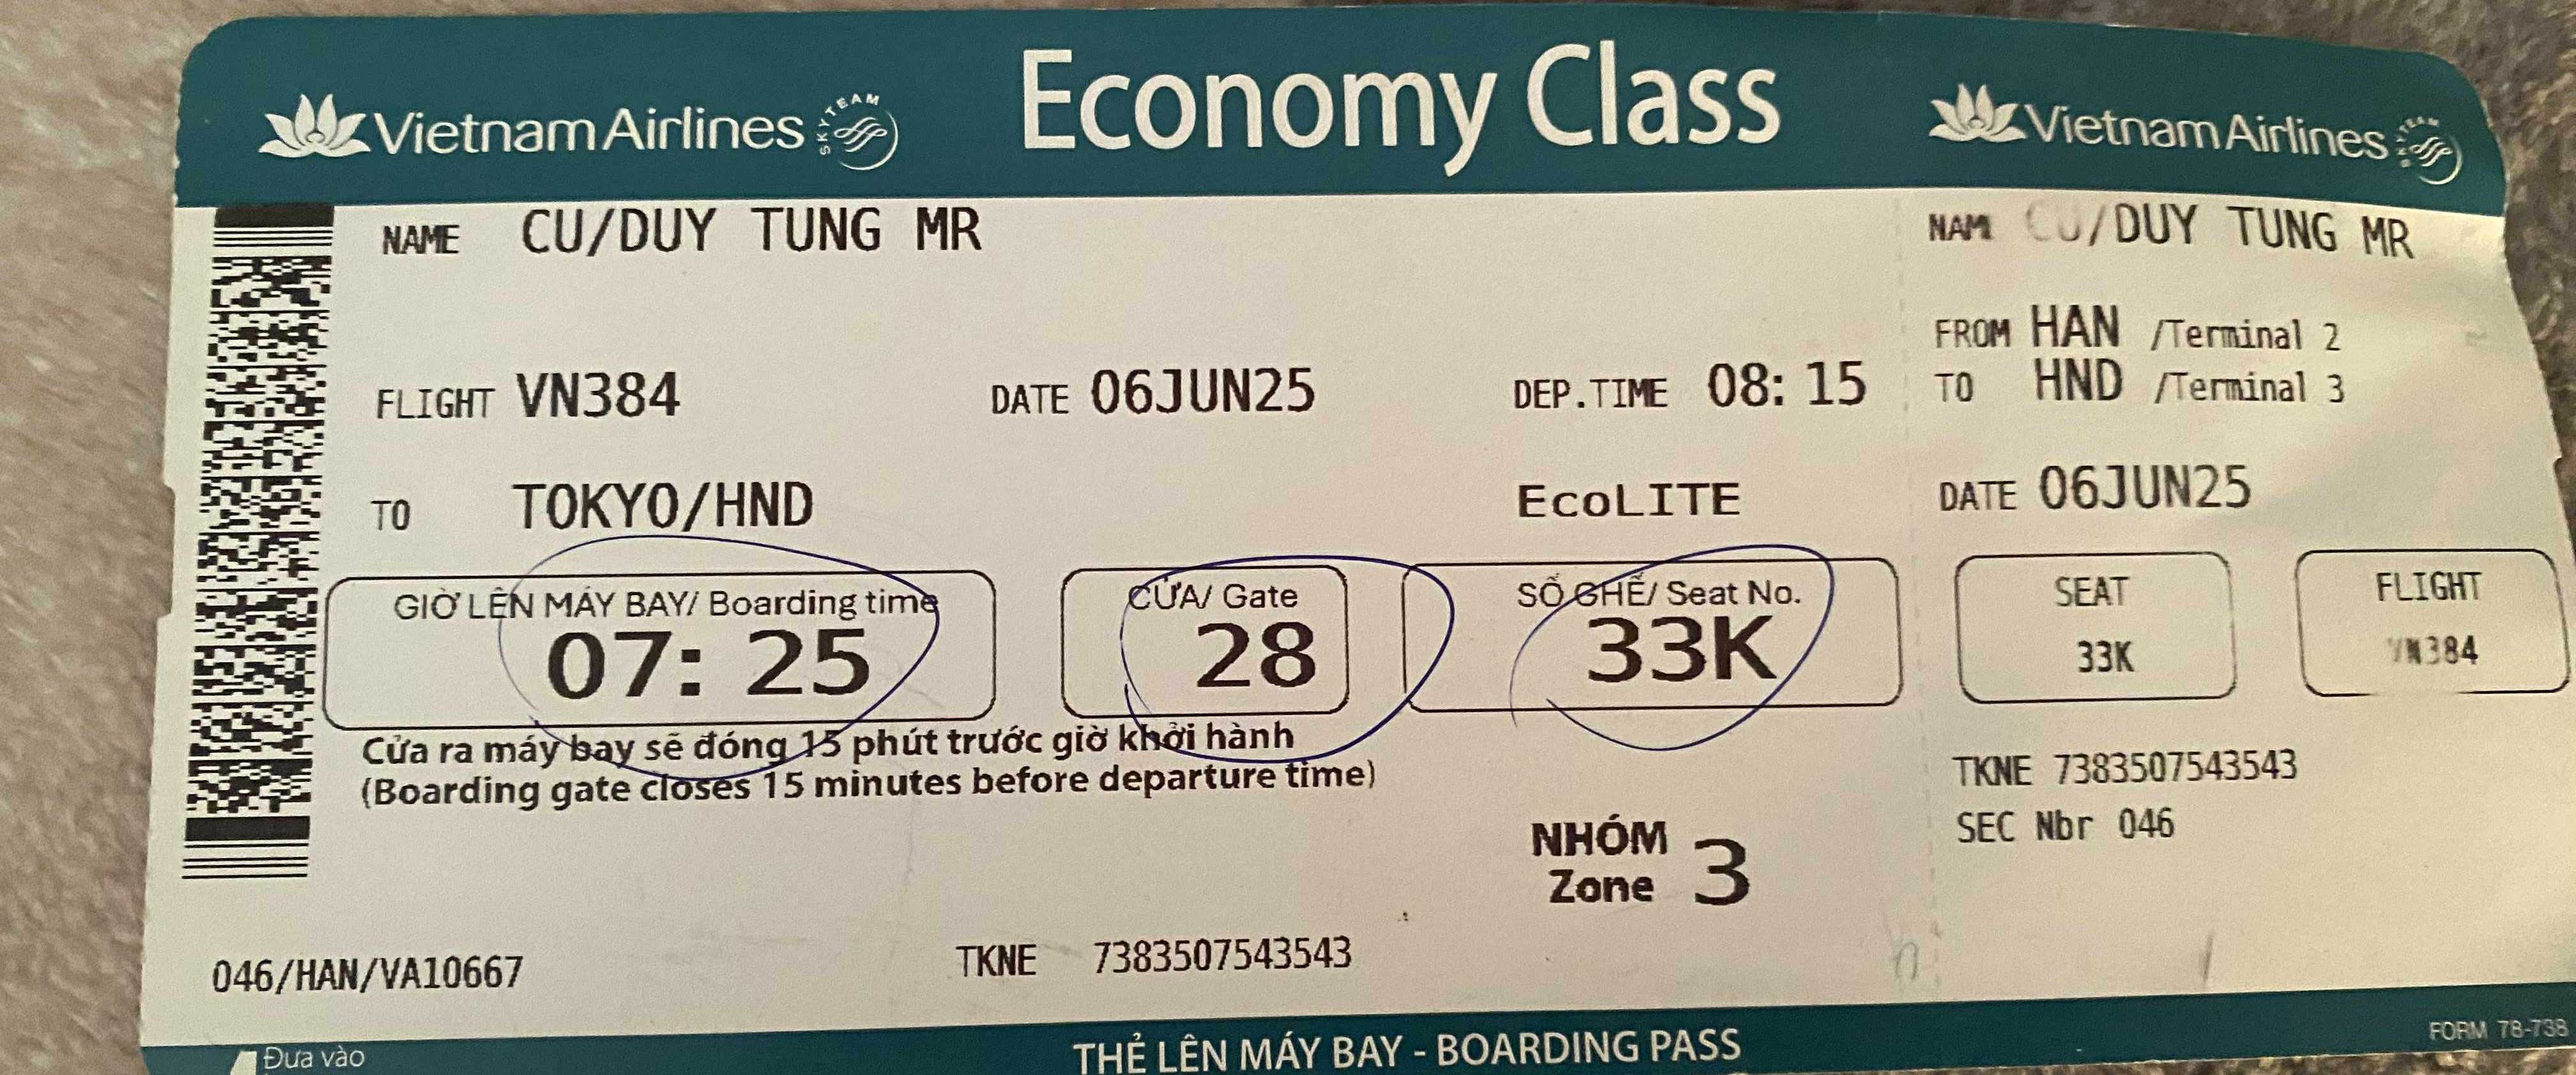 Economy Class
Vietnam Airlines SKYTEAM
Vietnam Airlines
NAME CU/DUY TUNG MR
FLIGHT VN384 DATE 06JUN25 DEP.TIME 08: 15
TO TOKYO/HND EcoLITE
GIỜ LÊN MÁY BAY/ Boarding time
07: 25
CỬA/ Gate
28
SỐ GHẾ/ Seat No.
33K
Cửa ra máy bay sẽ đóng 15 phút trước giờ khởi hành
(Boarding gate closes 15 minutes before departure time)
NHÓM
Zone 3
046/HAN/VA10667 TKNE 7383507543543
NAM CU/DUY TUNG MR
FROM HAN /Terminal 2
TO HND /Terminal 3
DATE 06JUN25
SEAT
33K
FLIGHT
VN384
TKNE 7383507543543
SEC Nbr 046
Đưa vào
THẺ LÊN MÁY BAY - BOARDING PASS
FORM 78-738